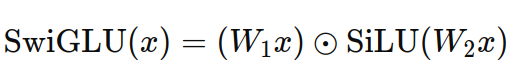 SwiGLU(x) = (W₁x) ⊙ SiLU(W₂x)